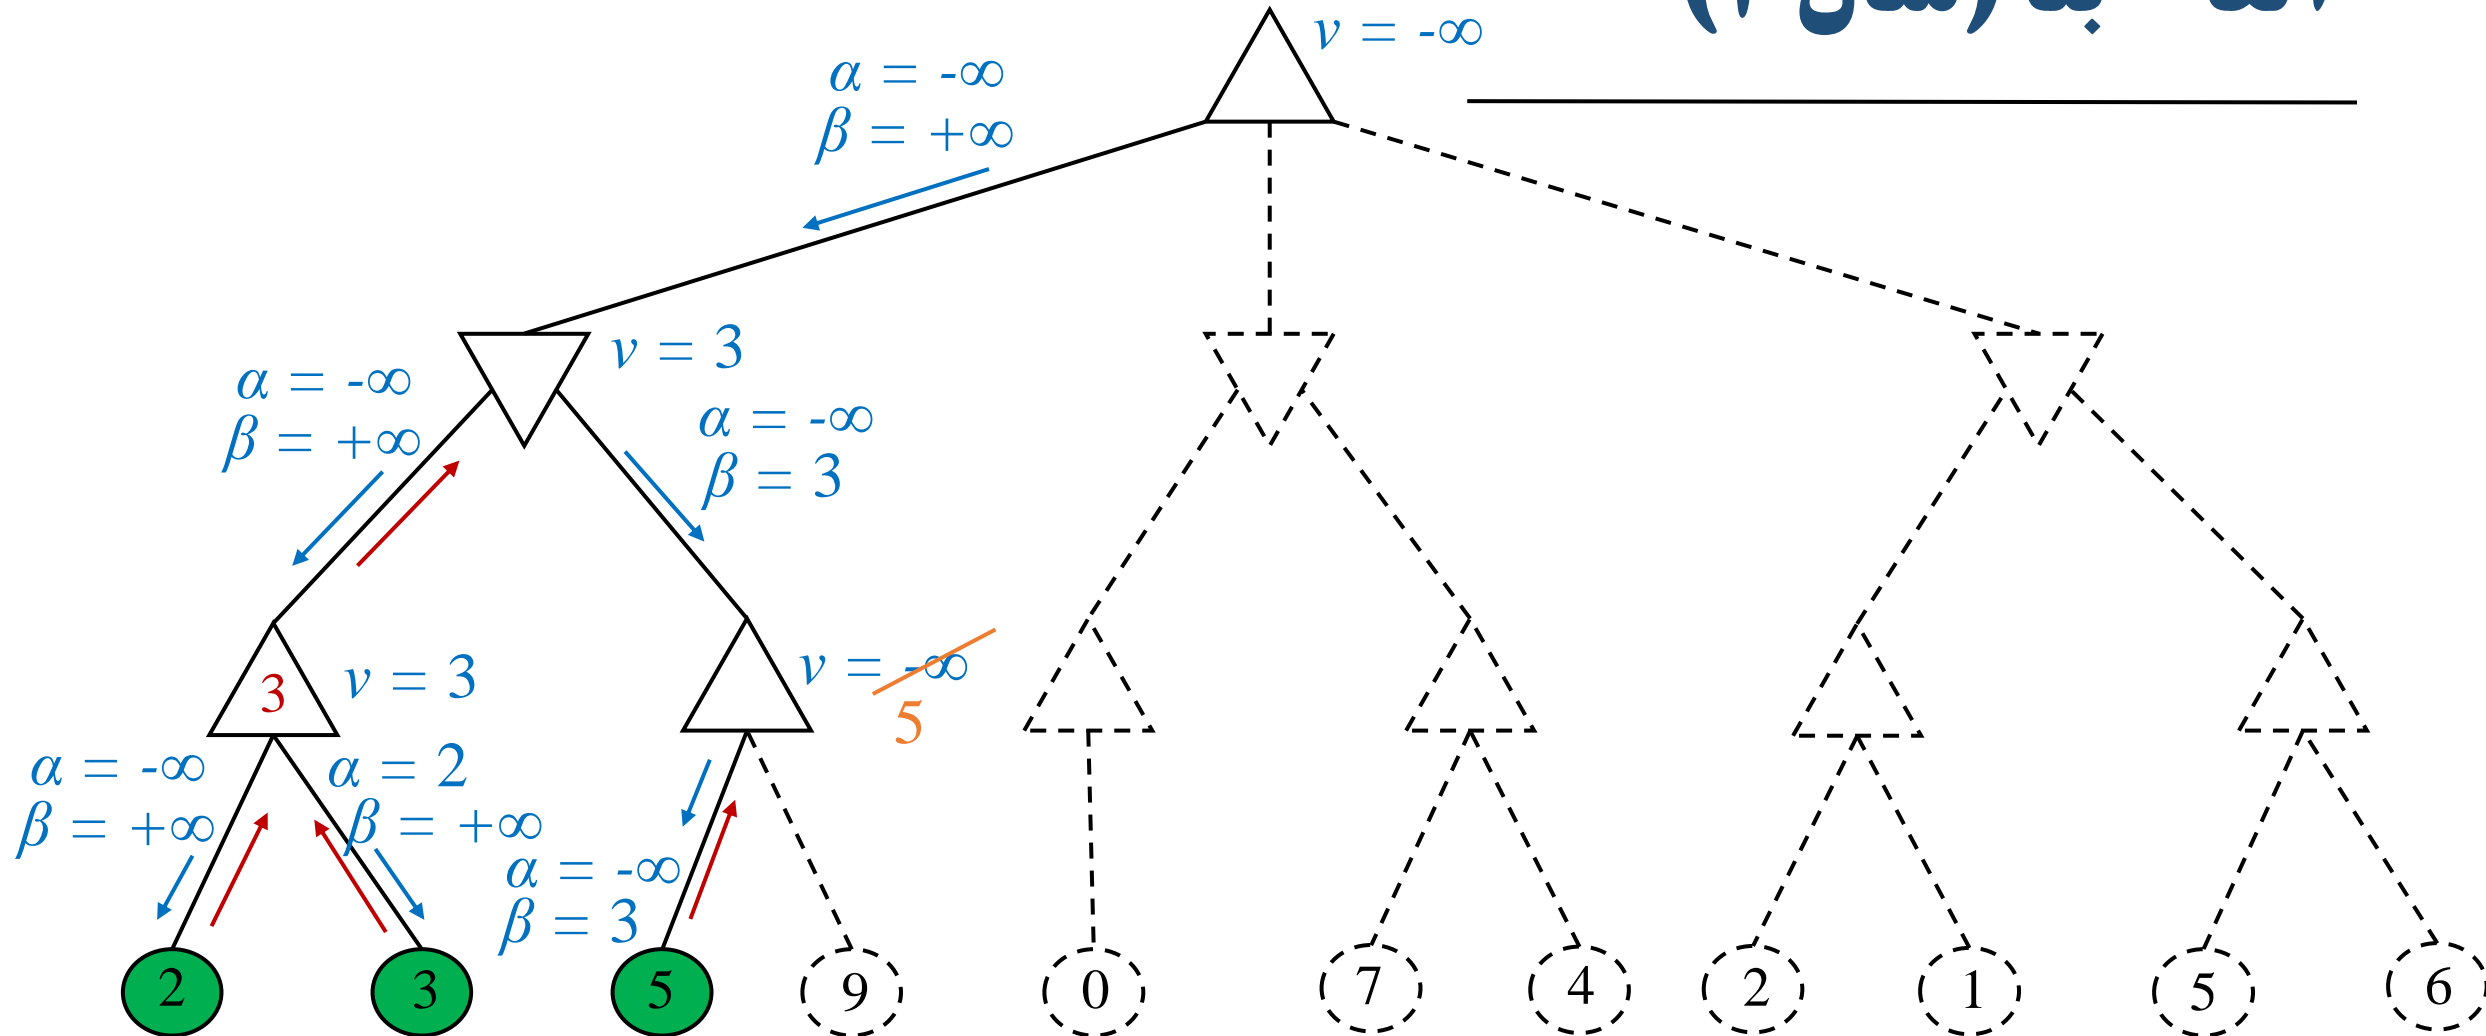 v = -∞
α = -∞
β = +∞
v = 3
α = -∞
β = +∞
α = -∞
β = 3
3
v = 3
v = -∞
5
α = -∞
β = +∞
α = 2
β = +∞
α = -∞
β = 3
2 3 5 9 0 7 4 2 1 5 6